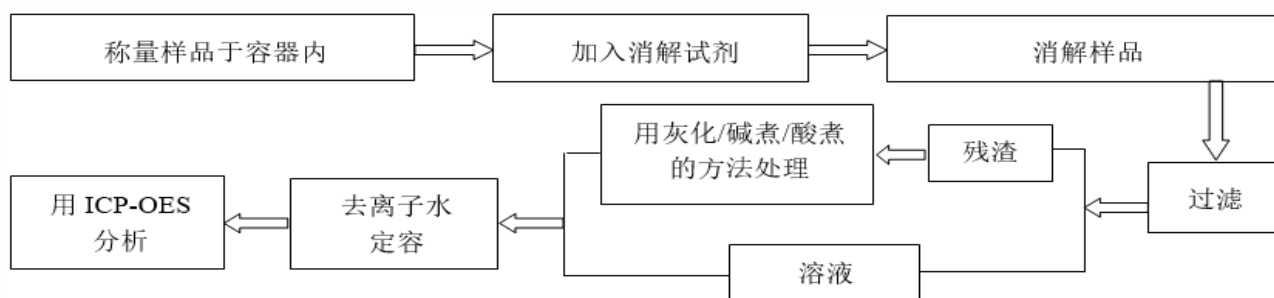 称量样品于容器内
加入消解试剂
消解样品
过滤
残渣
用灰化/碱煮/酸煮
的方法处理
溶液
去离子水
定容
用 ICP-OES
分析